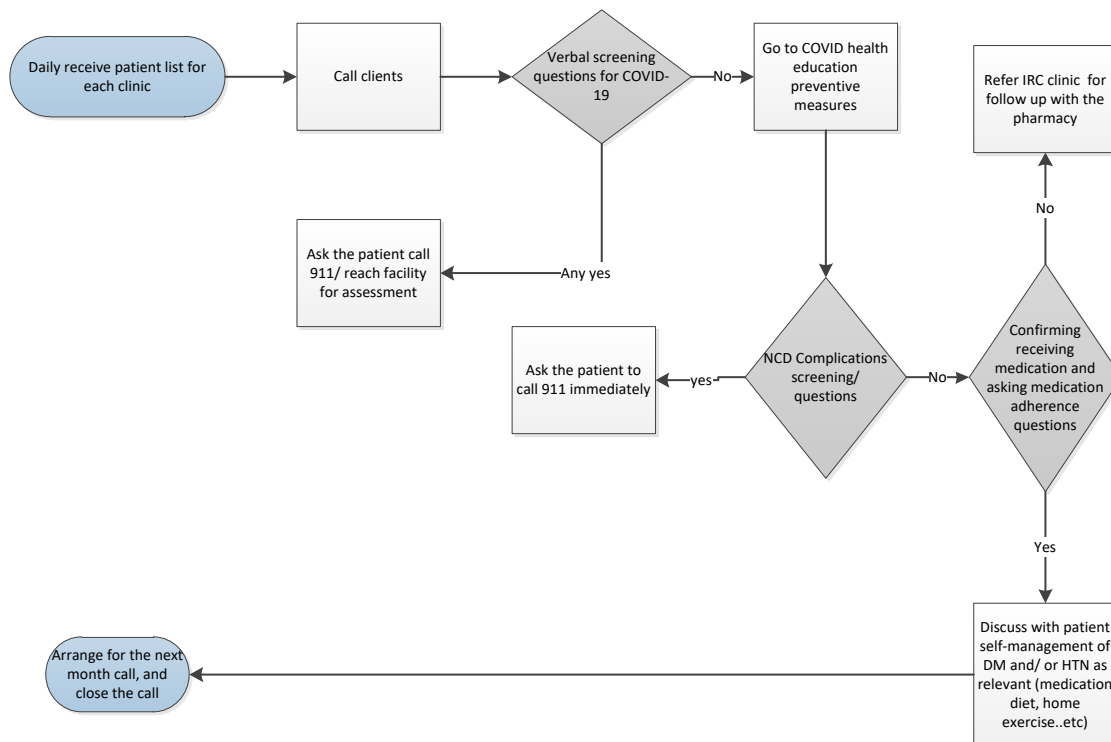 Daily receive patient list for
each clinic
Call clients
Verbal screening
questions for COVID-
19
No
Go to COVID health
education
preventive
measures
Refer IRC clinic  for
follow up with the
pharmacy
No
Any yes
Ask the patient call
911/ reach facility
for assessment
NCD Complications
screening/
questions
yes
Ask the patient to
call 911 immediately
No
Confirming
receiving
medication and
asking medication
adherence
questions
Yes
Discuss with patient
self-management of
DM and/ or HTN as
relevant (medication
diet, home
exercise..etc)
Arrange for the next
month call, and
close the call